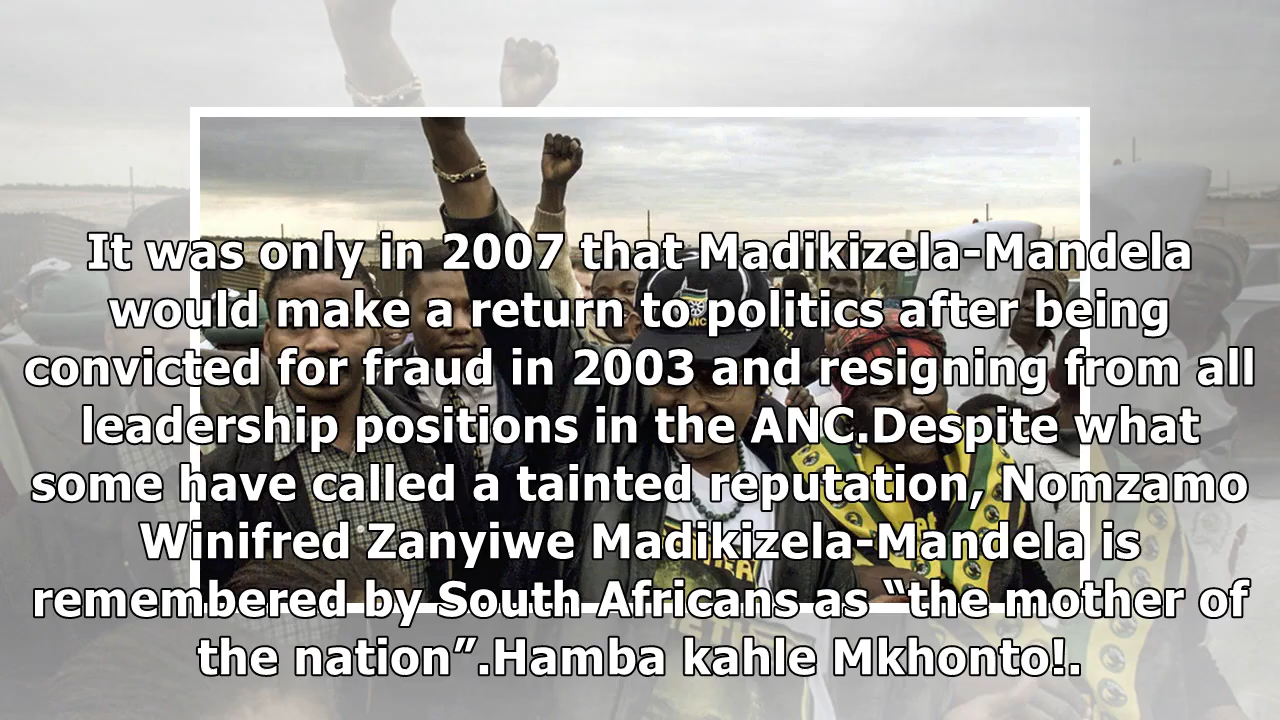 It was only in 2007 that Madikizela-Mandela
would make a return to politics after being
convicted for fraud in 2003 and resigning from all
leadership positions in the ANC.Despite what
some have called a tainted reputation, Nomzamo
Winifred Zanyiwe Madikizela-Mandela is
remembered by South Africans as “the mother of
the nation”.Hamba kahle Mkhonto!.
ANC